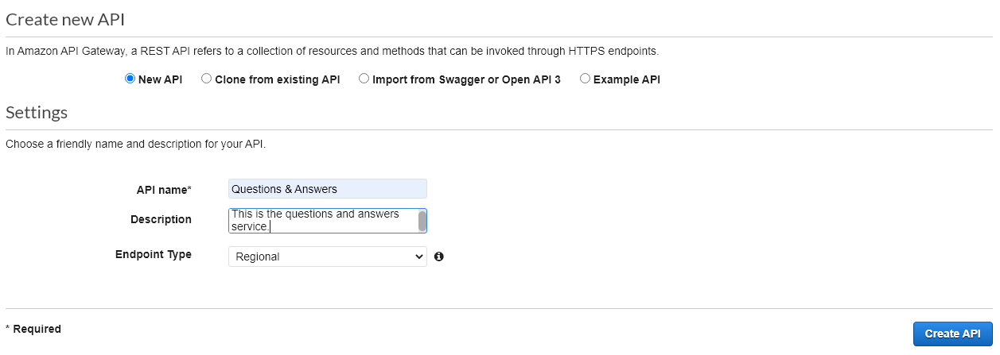 Create new API
In Amazon API Gateway, a REST API refers to a collection of resources and methods that can be invoked through HTTPS endpoints.
New API Clone from existing API Import from Swagger or Open API 3 Example API
Settings
Choose a friendly name and description for your API.
API name* Questions & Answers
Description This is the questions and answers
service.
Endpoint Type Regional
* Required
Create API